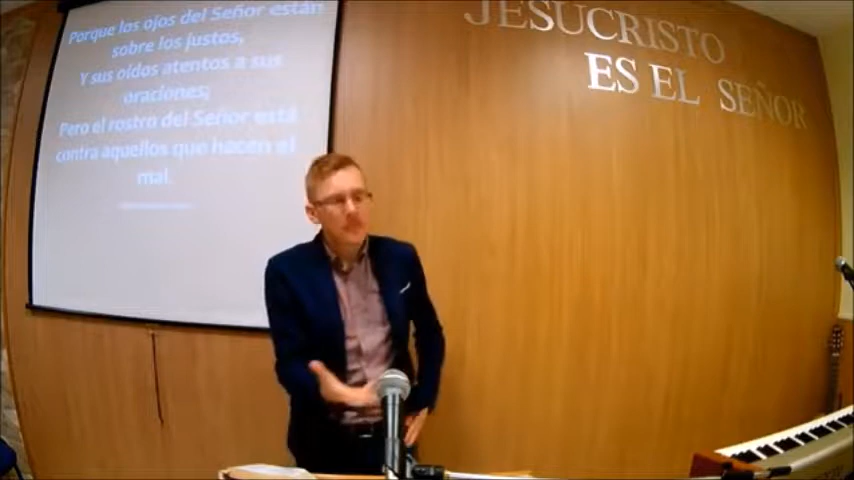 Porque los ojos del Señor están
sobre los justos,
Y sus oídos atentos a sus
oraciones;
Pero el rostro del Señor está
contra aquellos que hacen el
mal.
JESUCRISTO
ES EL SEÑOR